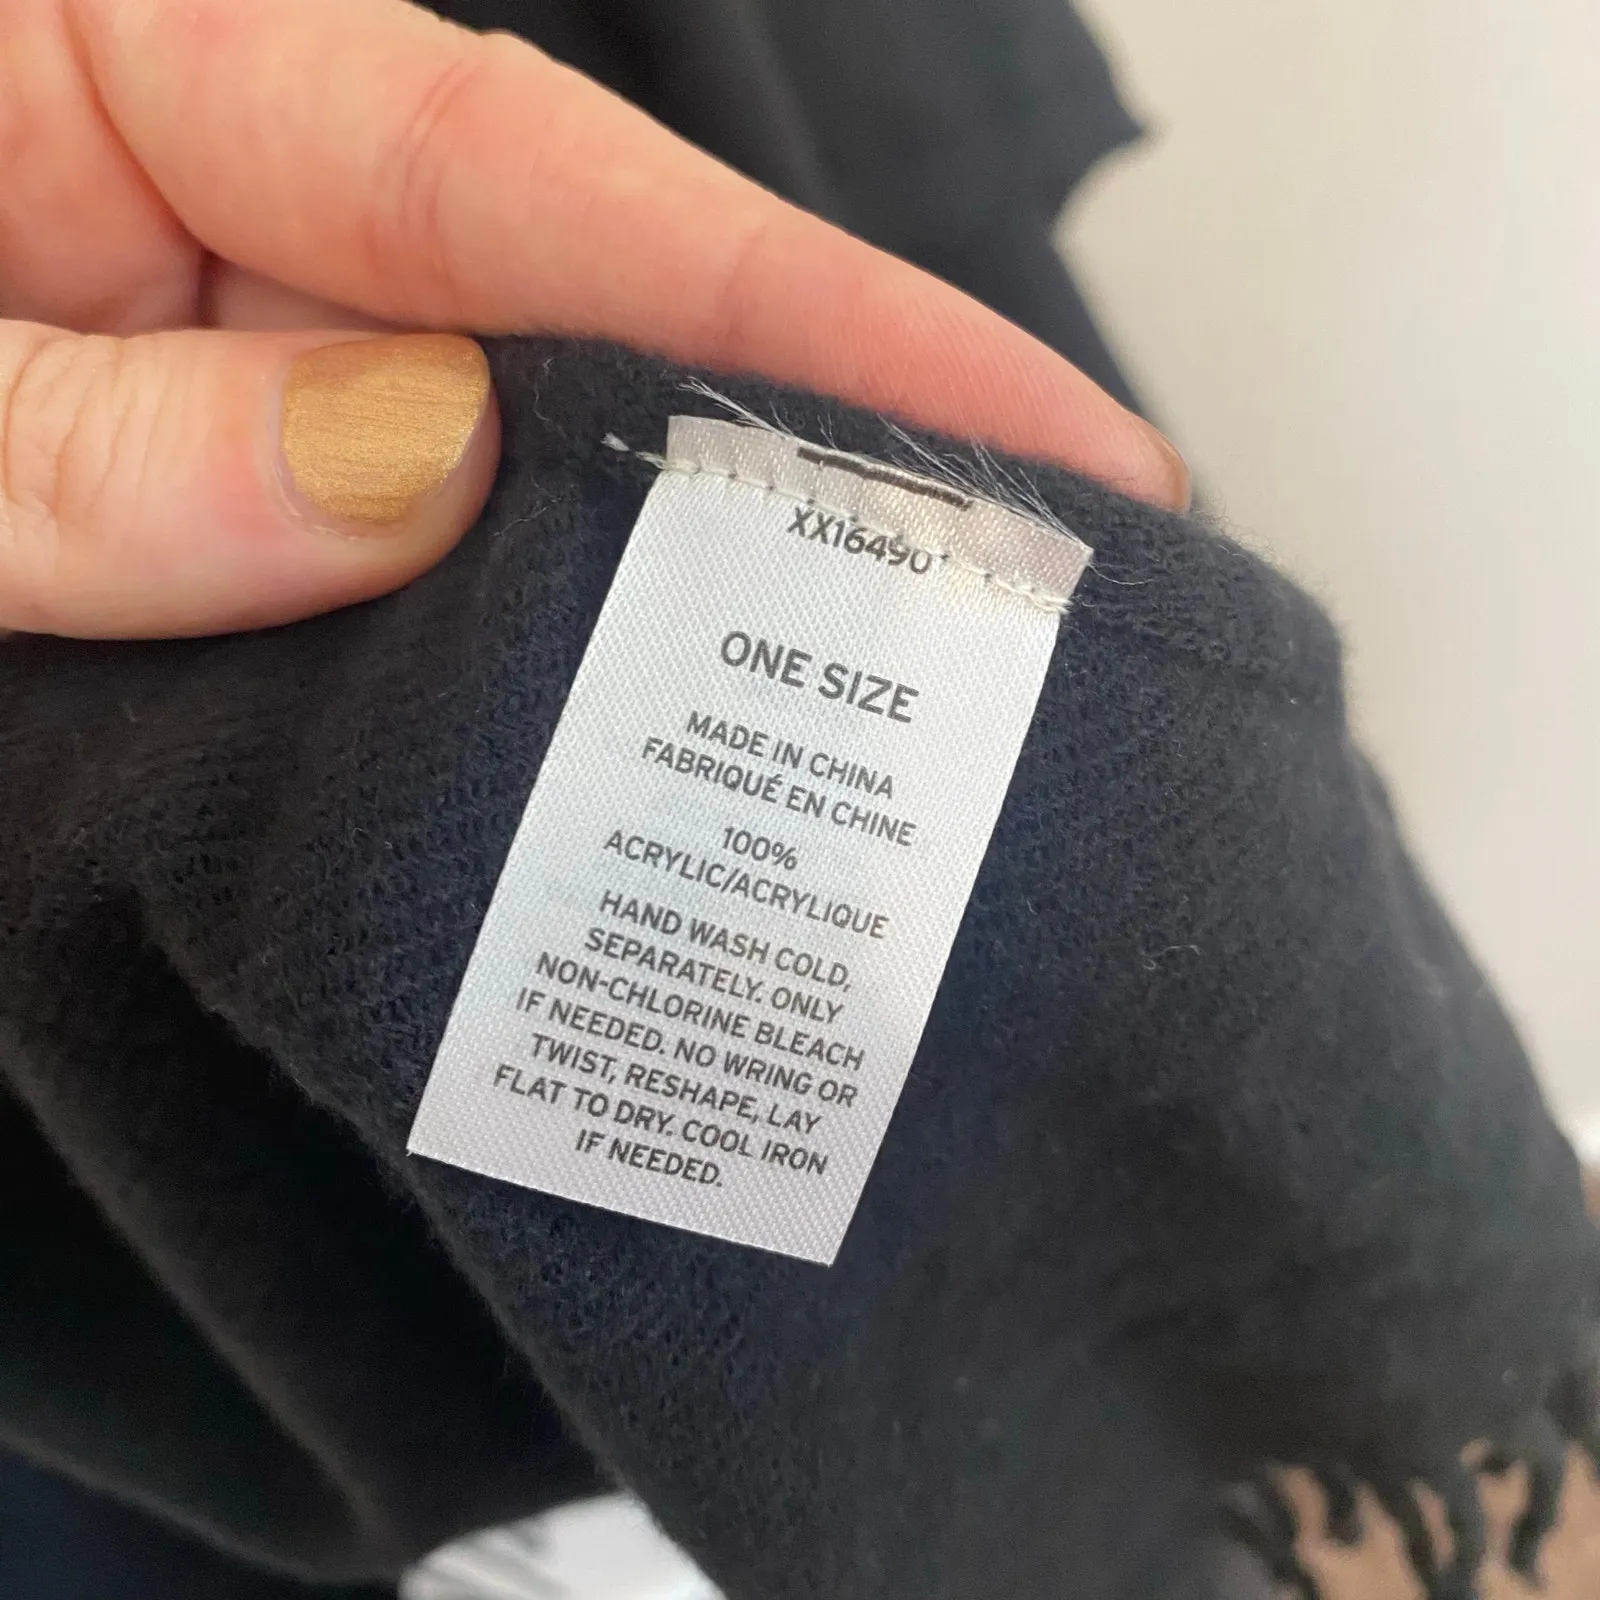 XX16490
ONE SIZE
MADE IN CHINA
FABRIQUÉ EN CHINE
100%
ACRYLIC/ACRYLIQUE
HAND WASH COLD,
SEPARATELY. ONLY
NON-CHLORINE BLEACH
IF NEEDED. NO WRING OR
TWIST, RESHAPE, LAY
FLAT TO DRY. COOL IRON
IF NEEDED.